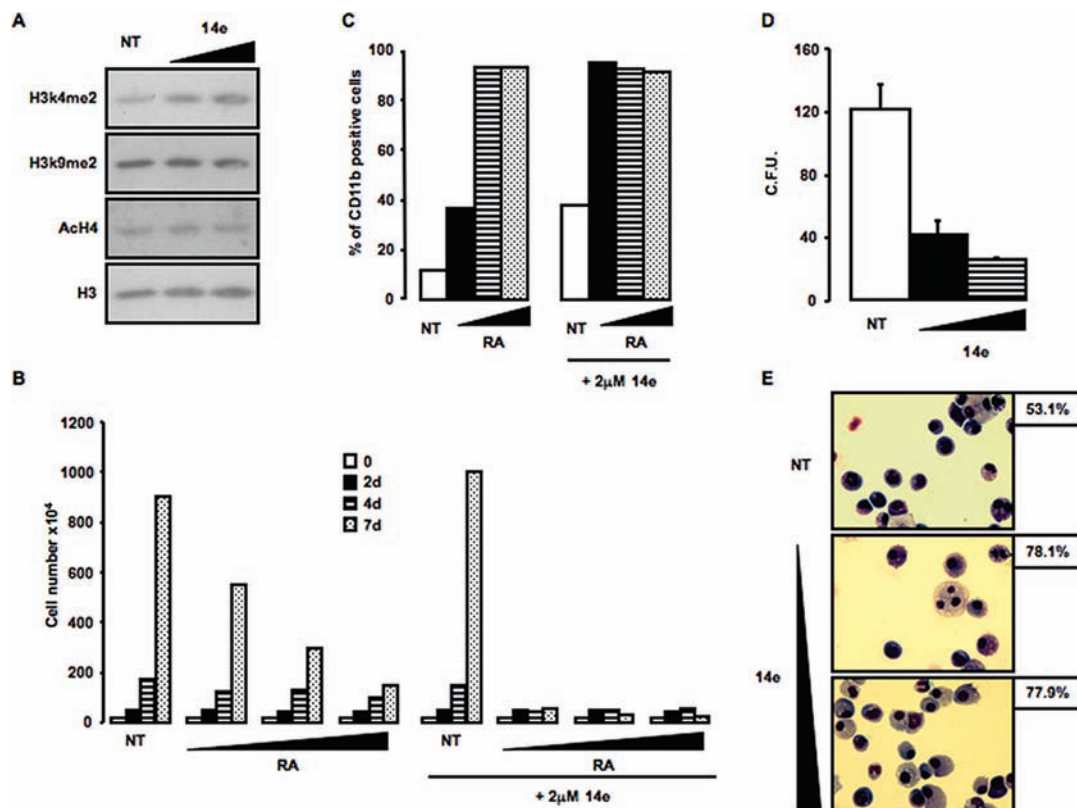 A
NT
14e
H3k4me2
H3k9me2
AcH4
H3
C
% of CD11b positive cells
100
80
60
40
20
0
NT
RA
NT
RA
+ 2µM 14e
D
C.F.U.
160
120
80
40
0
NT
14e
B
Cell number x10⁴
1200
1000
800
600
400
200
0
0
2d
4d
7d
NT
RA
NT
RA
+ 2µM 14e
E
NT
53.1%
78.1%
14e
77.9%